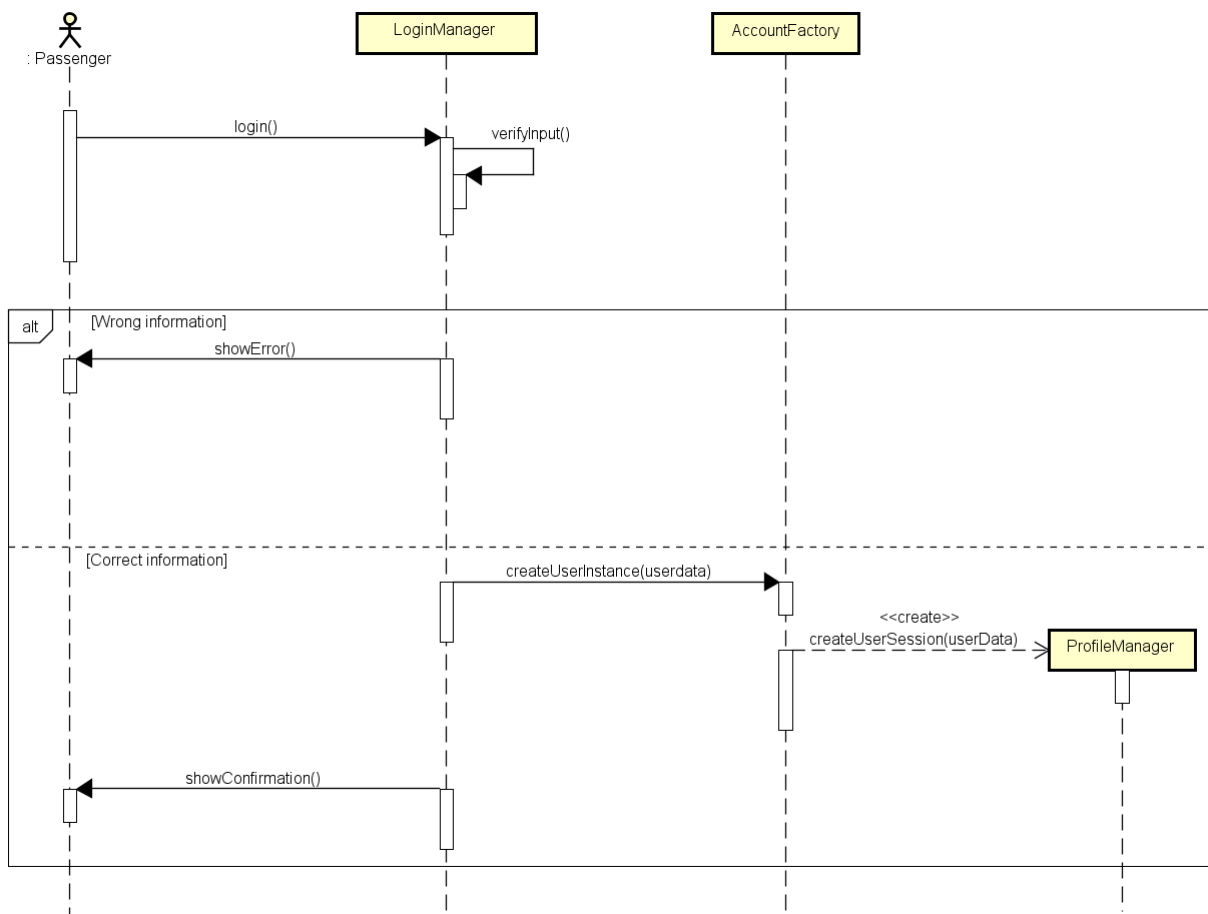 : Passenger
LoginManager
AccountFactory
login()
verifyInput()
alt
[Wrong information]
showError()
[Correct information]
createUserInstance(userdata)
<<create>>
createUserSession(userData)
ProfileManager
showConfirmation()